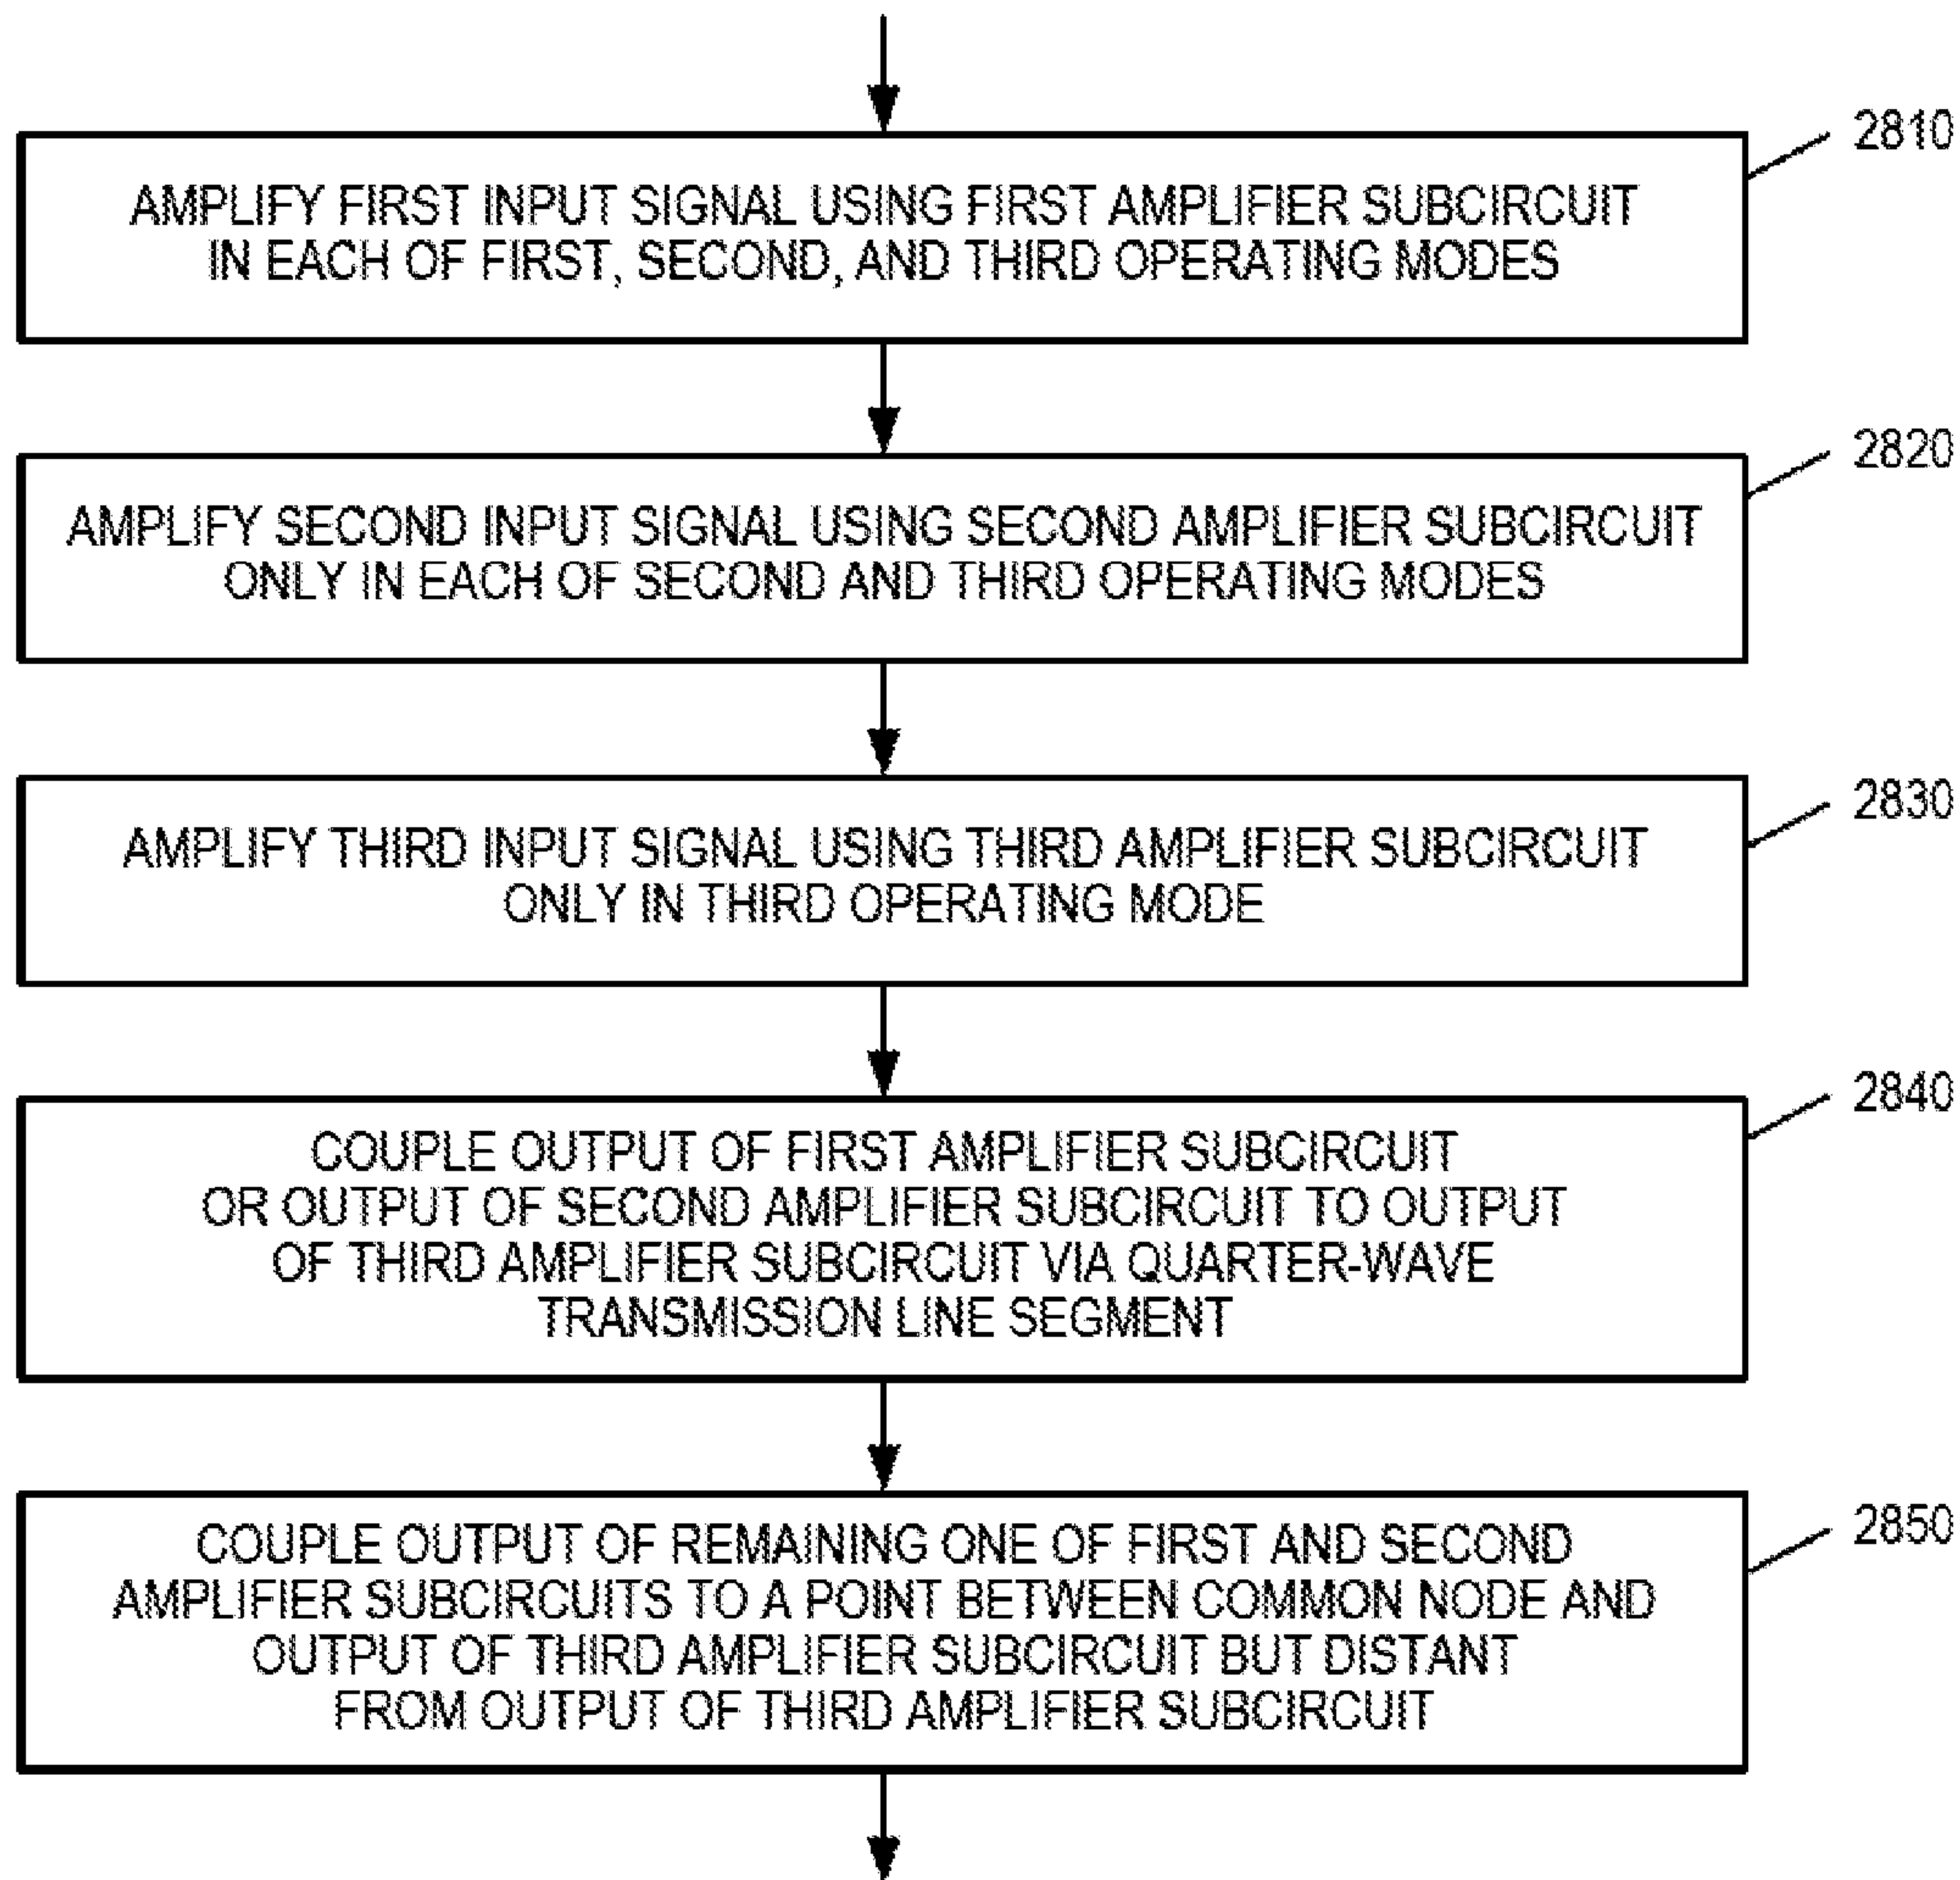 2810
AMPLIFY FIRST INPUT SIGNAL USING FIRST AMPLIFIER SUBCIRCUIT
IN EACH OF FIRST, SECOND, AND THIRD OPERATING MODES
2820
AMPLIFY SECOND INPUT SIGNAL USING SECOND AMPLIFIER SUBCIRCUIT
ONLY IN EACH OF SECOND AND THIRD OPERATING MODES
2830
AMPLIFY THIRD INPUT SIGNAL USING THIRD AMPLIFIER SUBCIRCUIT
ONLY IN THIRD OPERATING MODE
2840
COUPLE OUTPUT OF FIRST AMPLIFIER SUBCIRCUIT
OR OUTPUT OF SECOND AMPLIFIER SUBCIRCUIT TO OUTPUT
OF THIRD AMPLIFIER SUBCIRCUIT VIA QUARTER-WAVE
TRANSMISSION LINE SEGMENT
2850
COUPLE OUTPUT OF REMAINING ONE OF FIRST AND SECOND
AMPLIFIER SUBCIRCUITS TO A POINT BETWEEN COMMON NODE AND
OUTPUT OF THIRD AMPLIFIER SUBCIRCUIT BUT DISTANT
FROM OUTPUT OF THIRD AMPLIFIER SUBCIRCUIT